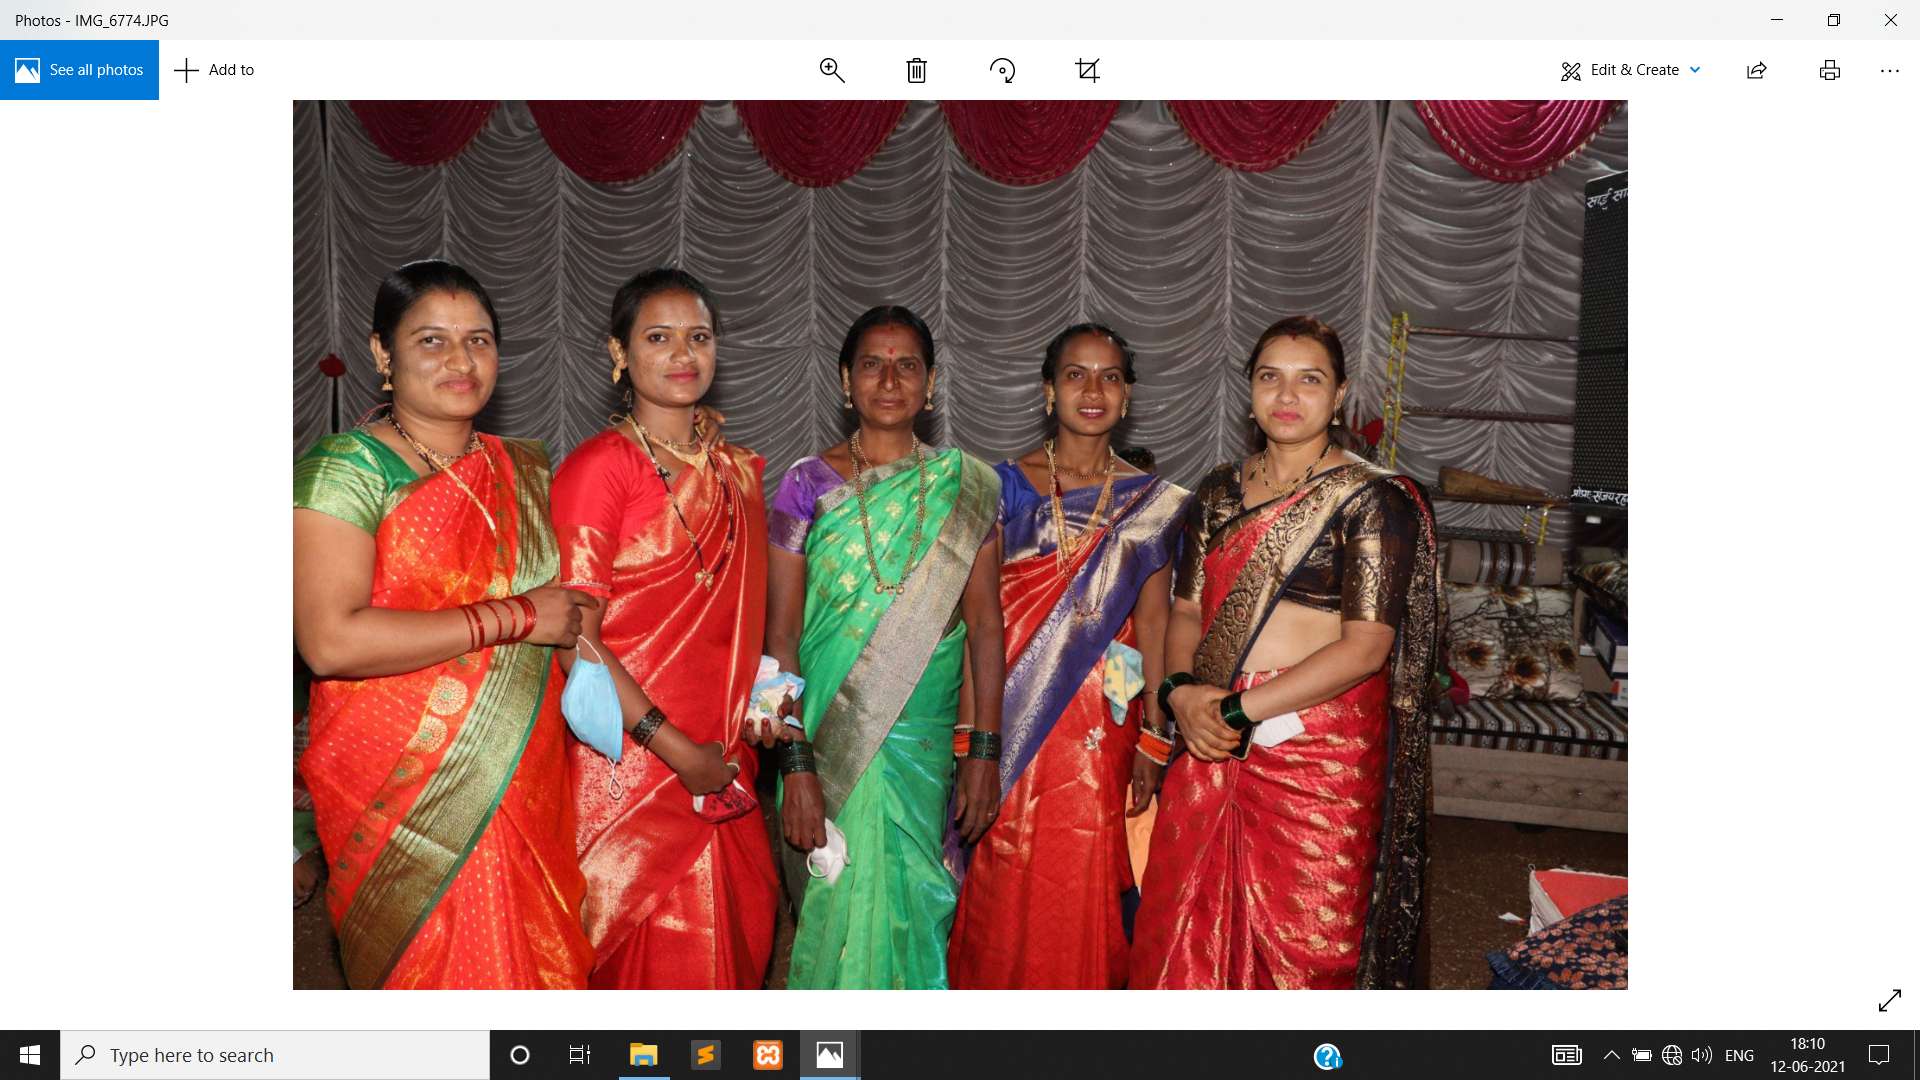 Photos - IMG_6774.JPG
See all photos
Add to
Edit & Create
साई
Type here to search
ENG
18:10
12-06-2021